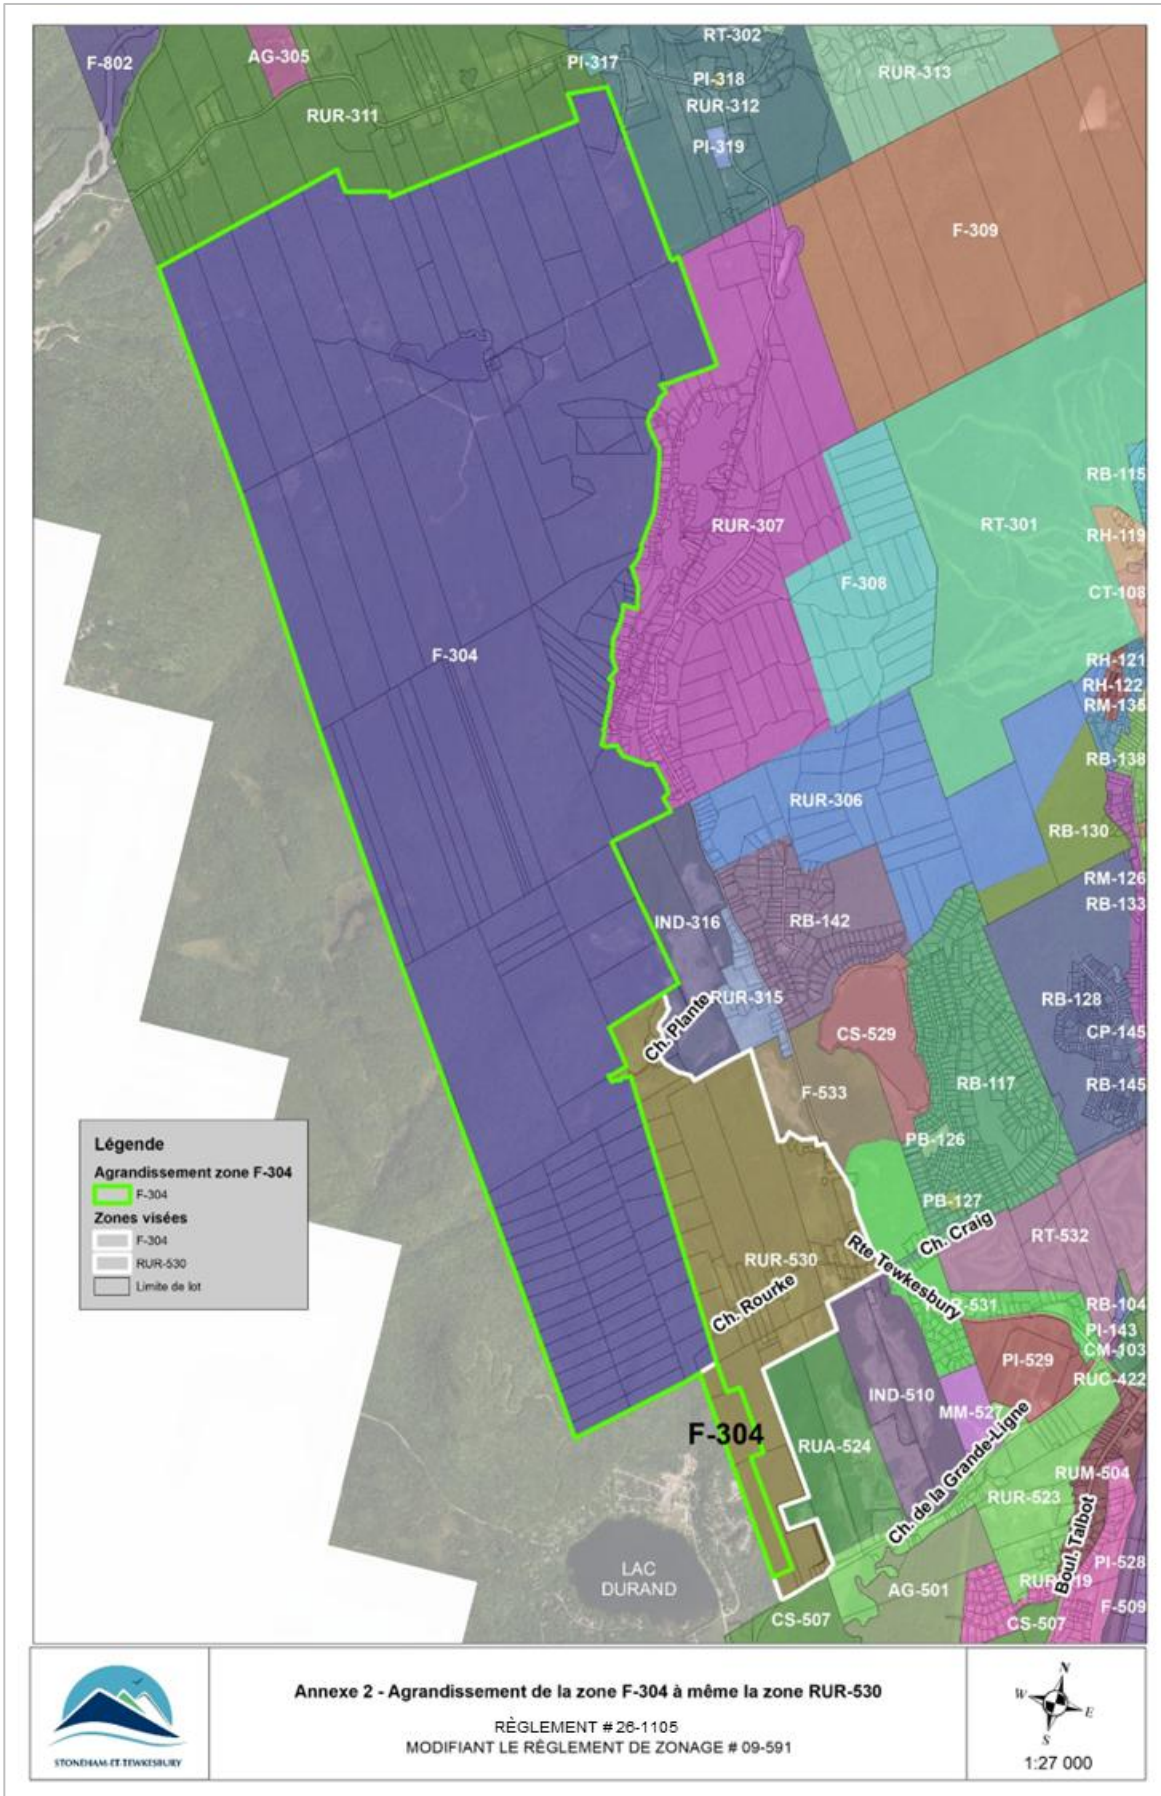 RT-302
F-802
AG-305
PI-317
RUR-313
PI-318
RUR-311
RUR-312
PI-319
F-309
RB-115
RUR-307
RT-301
RH-119
F-308
CT-108
F-304
RH-121
RH-122
RM-135
RB-138
RUR-306
RB-130
RM-126
RB-133
IND-316
RB-142
RUR-315
RB-128
Ch. Plante
CS-529
CP-145
RB-117
RB-145
F-533
PB-126
PB-127
Ch. Craig
RT-532
RUR-530
Rte Tewkesbury
Ch. Rourke
-531
RB-104
PI-143
CM-103
PI-529
RUC-422
IND-510
MM-527
F-304
RUA-524
Ch. de la Grande-Ligne
RUM-504
RUR-523
Boul. Talbot
PI-528
LAC
DURAND
AG-501
F-509
CS-507
CS-507
Légende
Agrandissement zone F-304
F-304
Zones visées
F-304
RUR-530
Limite de lot
STONEHAM-ET-TEWKESBURY
Annexe 2 - Agrandissement de la zone F-304 à même la zone RUR-530
RÈGLEMENT # 26-1105
MODIFIANT LE RÈGLEMENT DE ZONAGE # 09-591
N
W
E
S
1:27 000